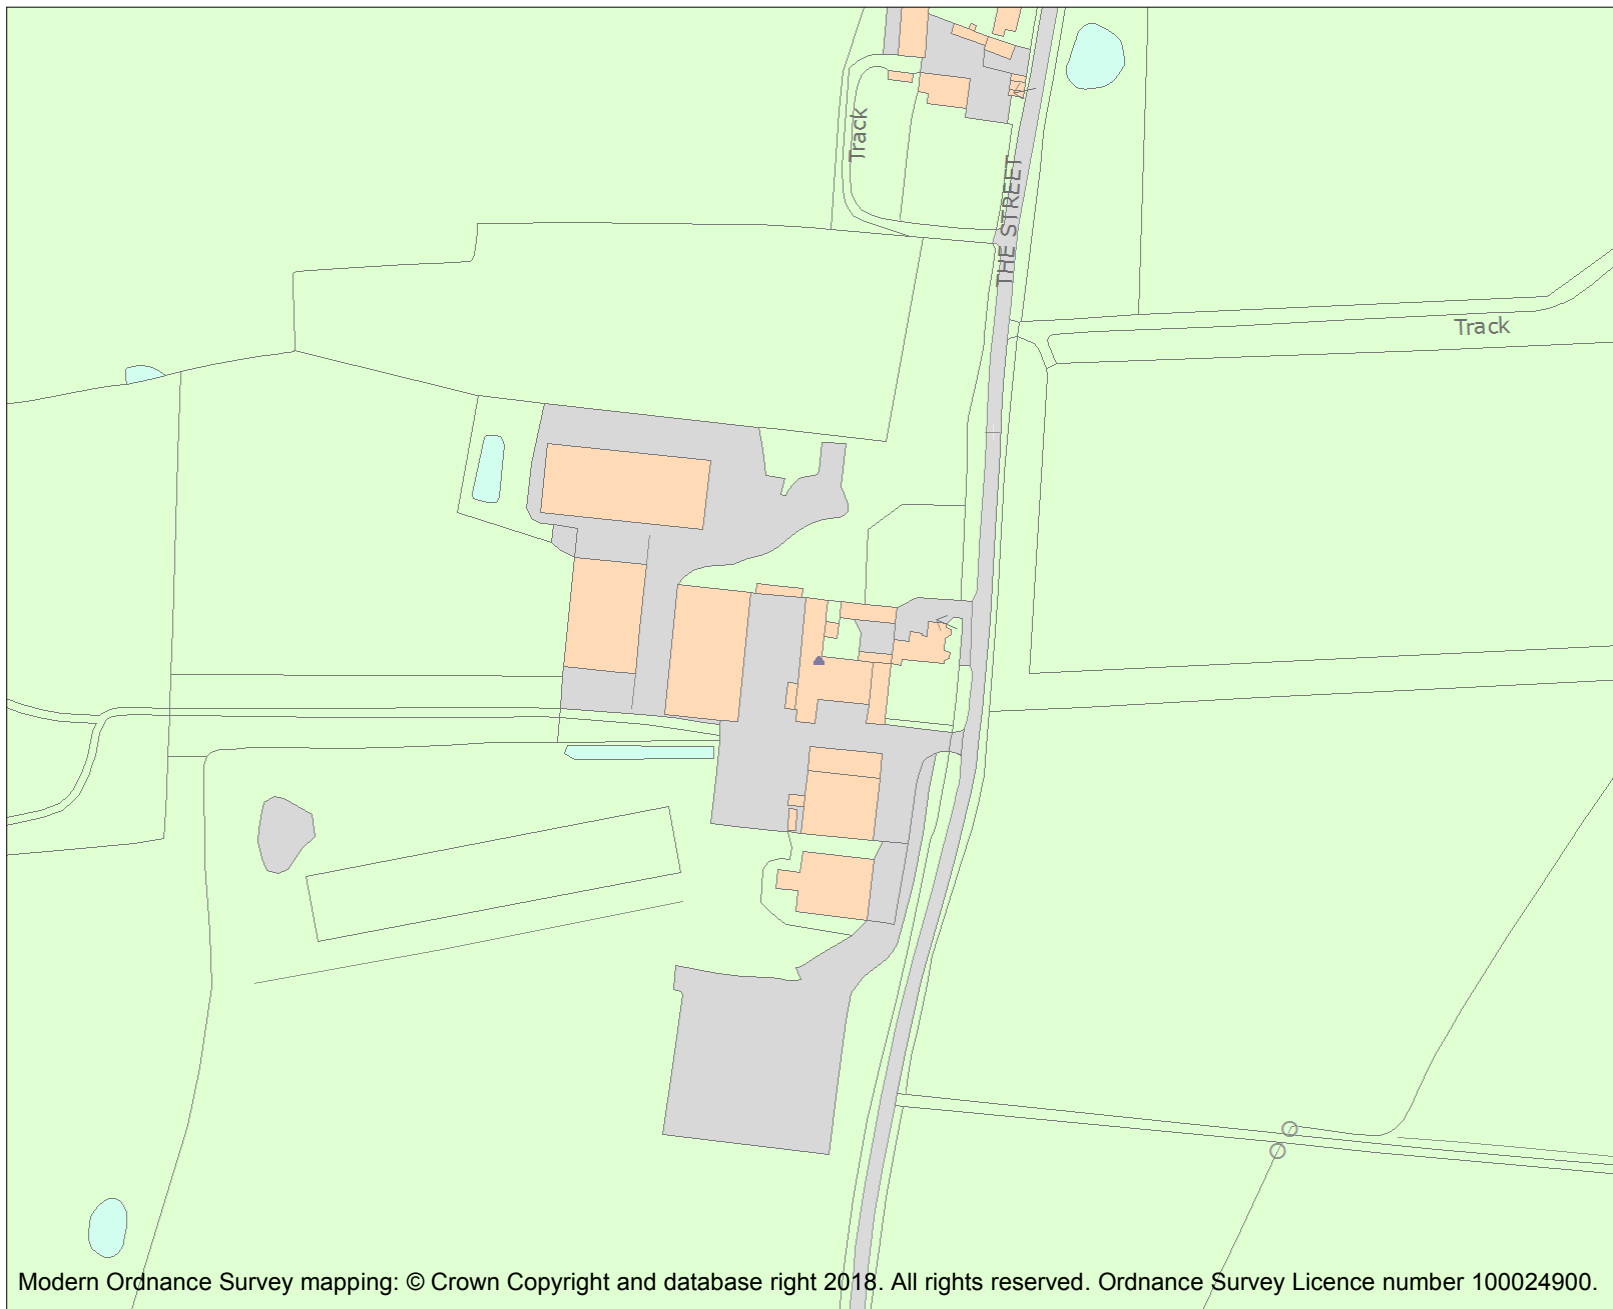 Track
THE STREET
Track
Modern Ordnance Survey mapping: © Crown Copyright and database right 2018. All rights reserved. Ordnance Survey Licence number 100024900.